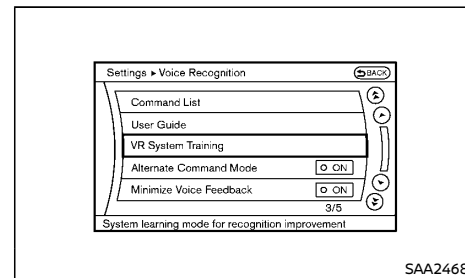 Settings ▸ Voice Recognition BACK
Command List
User Guide
VR System Training
Alternate Command Mode ON
Minimize Voice Feedback ON
3/5
System learning mode for recognition improvement
SAA2468